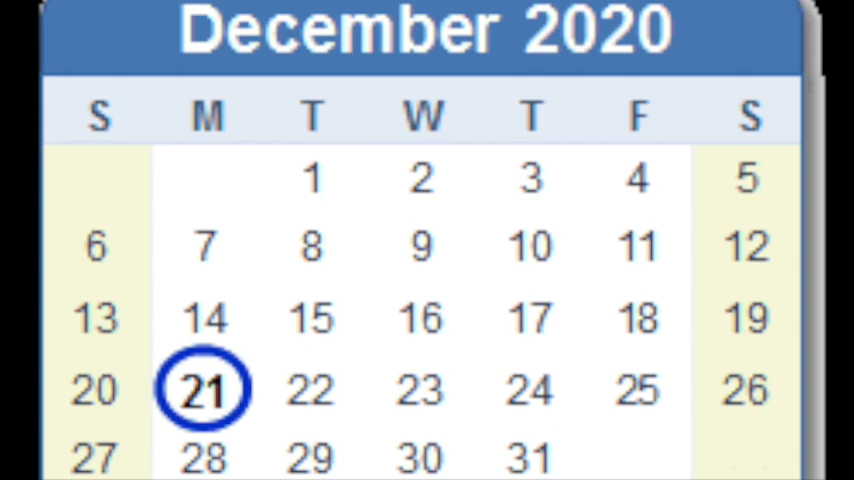 December 2020
S M T W T F S
1 2 3 4 5
6 7 8 9 10 11 12
13 14 15 16 17 18 19
20 21 22 23 24 25 26
27 28 29 30 31